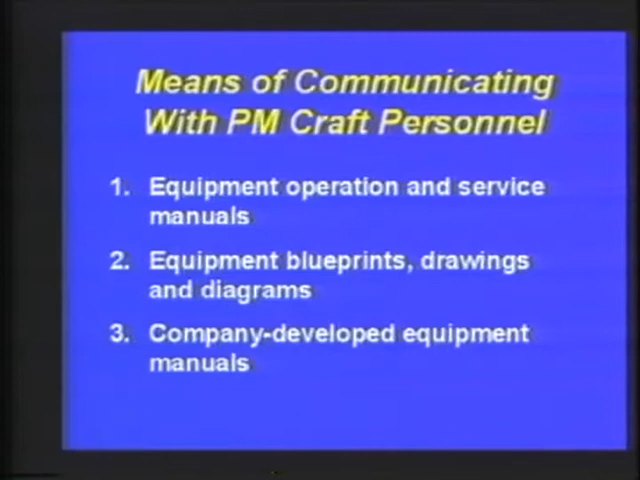 Means of Communicating
With PM Craft Personnel
1. Equipment operation and service
manuals
2. Equipment blueprints, drawings
and diagrams
3. Company-developed equipment
manuals